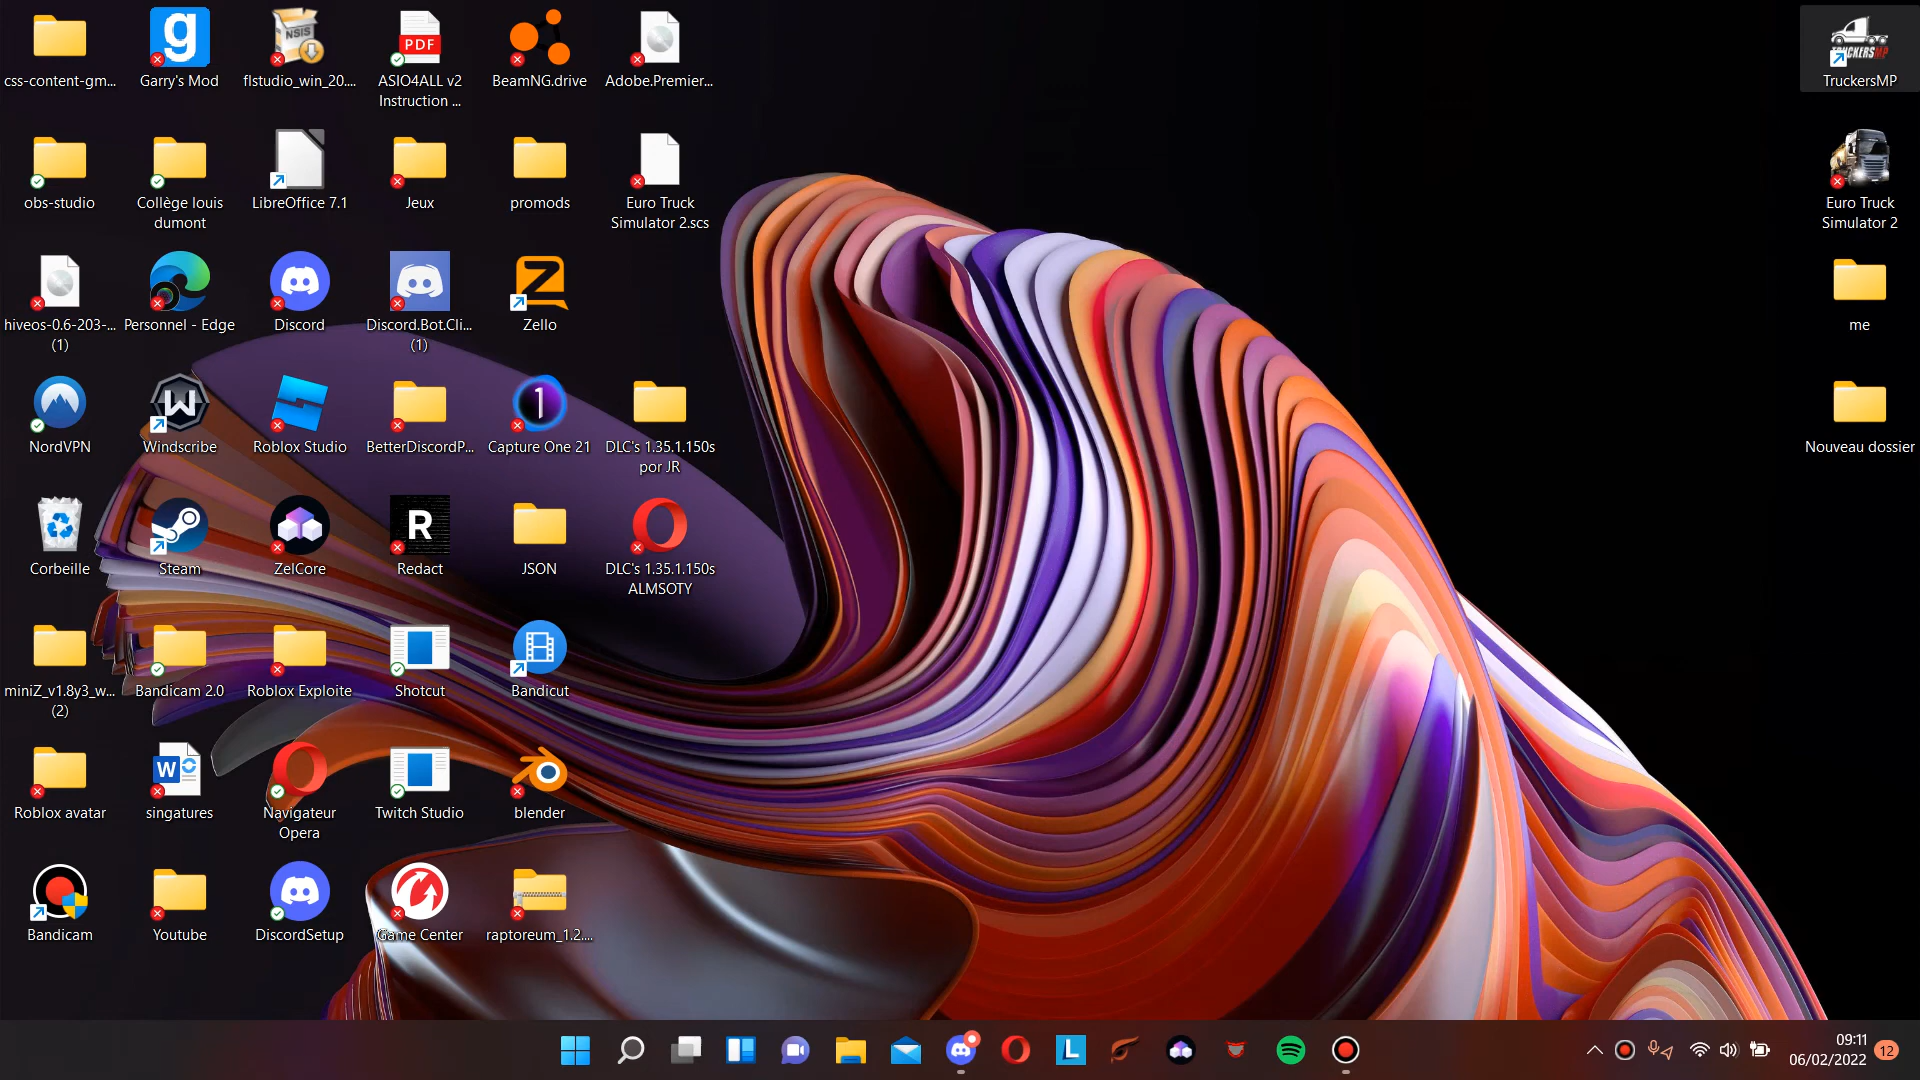 css-content-gm...
Garry's Mod
flstudio_win_20....
ASIO4ALL v2
Instruction ...
BeamNG.drive
Adobe.Premier...
TruckersMP
obs-studio
Collège louis
dumont
LibreOffice 7.1
Jeux
promods
Euro Truck
Simulator 2.scs
Euro Truck
Simulator 2
hiveos-0.6-203-...
(1)
Personnel - Edge
Discord
Discord.Bot.Cli...
(1)
Zello
me
NordVPN
Windscribe
Roblox Studio
BetterDiscordP...
Capture One 21
DLC's 1.35.1.150s
por JR
Nouveau dossier
Corbeille
Steam
ZelCore
Redact
JSON
DLC's 1.35.1.150s
ALMSOTY
miniZ_v1.8y3_w...
(2)
Bandicam 2.0
Roblox Exploite
Shotcut
Bandicut
Roblox avatar
singatures
Navigateur
Opera
Twitch Studio
blender
Bandicam
Youtube
DiscordSetup
Game Center
raptoreum_1.2....
09:11
06/02/2022
12